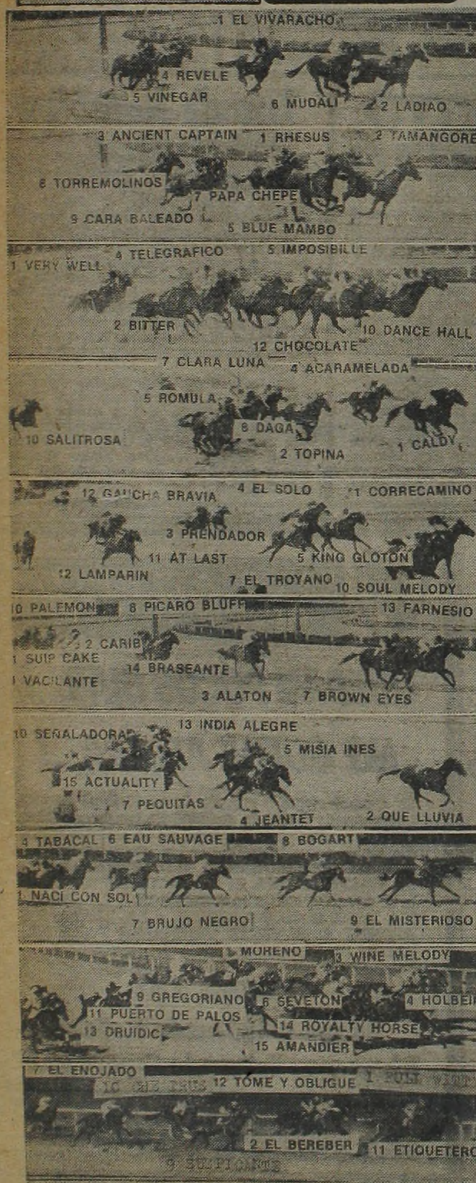 1 EL VIVARACHO
4 REVELE
5 VINEGAR
6 MUDALI
2 LADIAO
3 ANCIENT CAPTAIN 1 RHESUS 2 TAMANGORE
8 TORREMOLINOS
7 PAPA CHEPE
9 CARA BALEADO
5 BLUE MAMBO
4 TELEGRAFICO 5 IMPOSIBILLE
1 VERY WELL
2 BITTER
10 DANCE HALL
12 CHOCOLATE
7 CLARA LUNA 4 ACARAMELADA
5 ROMULA
8 DAGA
10 SALITROSA
1 CALDY
2 TOPINA
12 GAUCHA BRAVIA 4 EL SOLO 1 CORRECAMINO
3 PRENDADOR
11 AT LAST 5 KING GLOTON
12 LAMPARIN 7 EL TROYANO 10 SOUL MELODY
10 PALEMON 8 PICARO BLUFF 13 FARNESIO
2 CARIB
1 SUIP CAKE
14 BRASEANTE
VACILANTE
3 ALATON 7 BROWN EYES
13 INDIA ALEGRE
10 SEÑALADORA
5 MISIA INES
15 ACTUALITY
7 PEQUITAS
4 JEANTET 2 QUE LLUVIA
4 TABACAL 6 EAU SAUVAGE 8 BOGART
1 NACI CON SOL
7 BRUJO NEGRO 9 EL MISTERIOSO
MORENO 3 WINE MELODY
9 GREGORIANO 6 SEVETON 4 HOLBEIN
11 PUERTO DE PALOS
13 DRUIDIC 14 ROYALTY HORSE
15 AMANDIER
7 EL ENOJADO
12 TOME Y OBLIGUE 1 FULL
2 EL BEREBER 11 ETIQUETERO
9